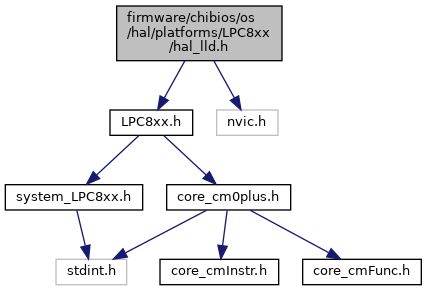 firmware/chibios/os
/hal/platforms/LPC8xx
/hal_lld.h
LPC8xx.h
nvic.h
system_LPC8xx.h
core_cm0plus.h
stdint.h
core_cmInstr.h
core_cmFunc.h